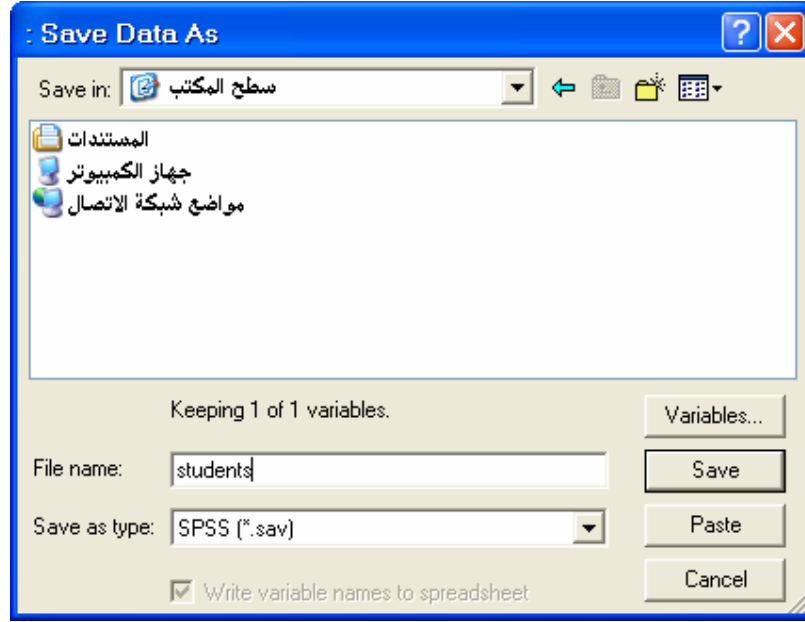 : Save Data As
Save in: سطح المكتب
المستندات
جهاز الكمبيوتر
مواضع شبكة الاتصال
Keeping 1 of 1 variables.
Variables...
File name: students
Save
Save as type: SPSS (*.sav)
Paste
Write variable names to spreadsheet
Cancel